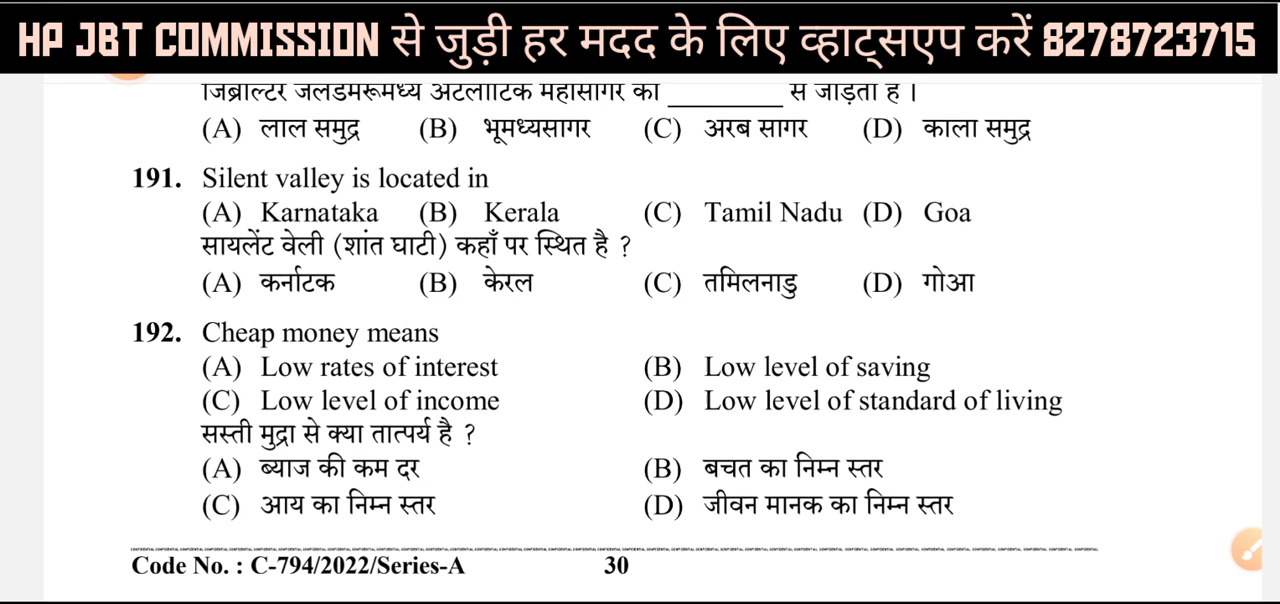 HP JBT COMMISSION से जुड़ी हर मदद के लिए व्हाट्सएप करें 8278723715
जिब्राल्टर जलडमरूमध्य अटलांटिक महासागर को __________ से जोड़ता है ।
(A) लाल समुद्र (B) भूमध्यसागर (C) अरब सागर (D) काला समुद्र
191. Silent valley is located in
(A) Karnataka (B) Kerala (C) Tamil Nadu (D) Goa
सायलेंट वेली (शांत घाटी) कहाँ पर स्थित है ?
(A) कर्नाटक (B) केरल (C) तमिलनाडु (D) गोआ
192. Cheap money means
(A) Low rates of interest (B) Low level of saving
(C) Low level of income (D) Low level of standard of living
सस्ती मुद्रा से क्या तात्पर्य है ?
(A) ब्याज की कम दर (B) बचत का निम्न स्तर
(C) आय का निम्न स्तर (D) जीवन मानक का निम्न स्तर
Code No. : C-794/2022/Series-A 30